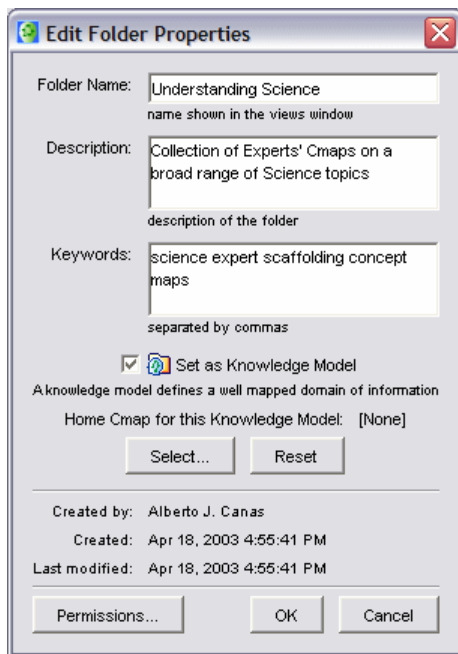 Edit Folder Properties
Folder Name: Understanding Science
name shown in the views window
Description: Collection of Experts' Cmaps on a
broad range of Science topics
description of the folder
Keywords: science expert scaffolding concept
maps
separated by commas
Set as Knowledge Model
A knowledge model defines a well mapped domain of information
Home Cmap for this Knowledge Model: [None]
Select... Reset
Created by: Alberto J. Canas
Created: Apr 18, 2003 4:55:41 PM
Last modified: Apr 18, 2003 4:55:41 PM
Permissions... OK Cancel